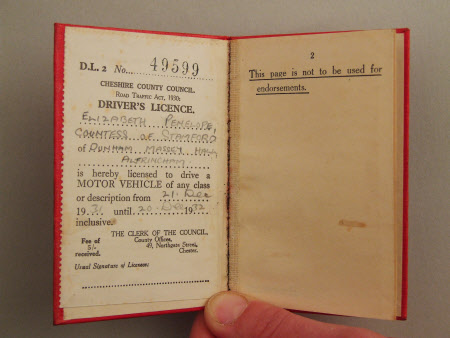 D.L. 2 No. 49599
CHESHIRE COUNTY COUNCIL.
ROAD TRAFFIC ACT, 1930.
DRIVER'S LICENCE.
ELIZABETH PENELOPE,
COUNTESS OF STAMFORD
of DUNHAM MASSEY HALL
ALTRINCHAM
is hereby licensed to drive a
MOTOR VEHICLE of any class
or description from 21. Dec
1931 until 20. Dec 1932
inclusive.
THE CLERK OF THE COUNCIL.
County Offices,
49, Northgate Street,
Chester.
Fee of
5/-
received.
Usual Signature of Licensee:
2
This page is not to be used for
endorsements.